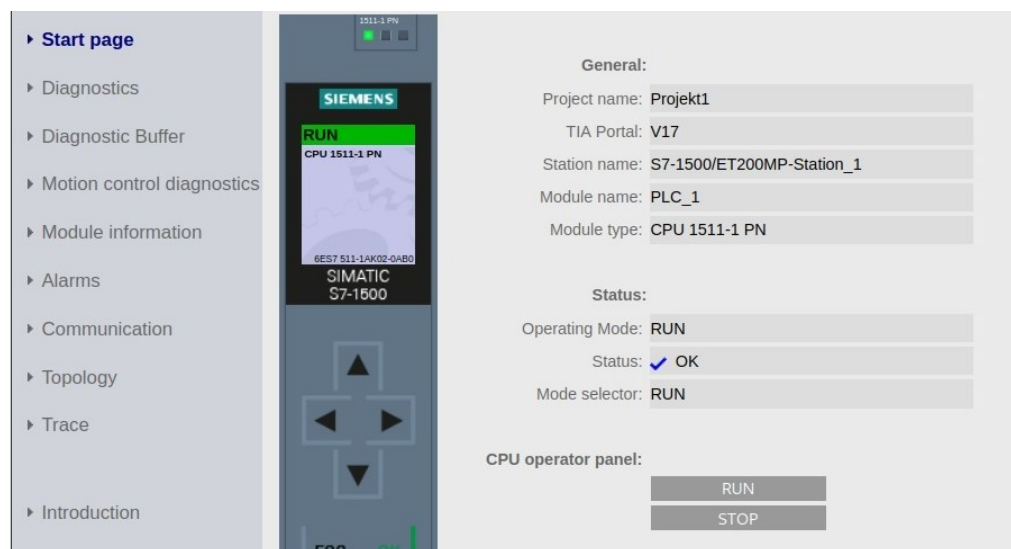 Start page
Diagnostics
Diagnostic Buffer
Motion control diagnostics
Module information
Alarms
Communication
Topology
Trace
Introduction
1511-1 PN
SIEMENS
RUN
CPU 1511-1 PN
6ES7 511-1AK02-0AB0
SIMATIC
S7-1500
General:
Project name: Projekt1
TIA Portal: V17
Station name: S7-1500/ET200MP-Station_1
Module name: PLC_1
Module type: CPU 1511-1 PN
Status:
Operating Mode: RUN
Status: OK
Mode selector: RUN
CPU operator panel:
RUN
STOP